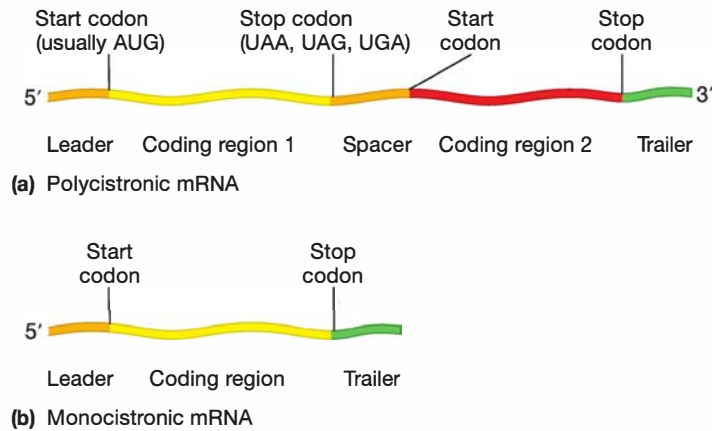 Start codon
(usually AUG)
Stop codon
(UAA, UAG, UGA)
Start
codon
Stop
codon
5′
3′
Leader
Coding region 1
Spacer
Coding region 2
Trailer
(a) Polycistronic mRNA
Start
codon
Stop
codon
5′
Leader
Coding region
Trailer
(b) Monocistronic mRNA